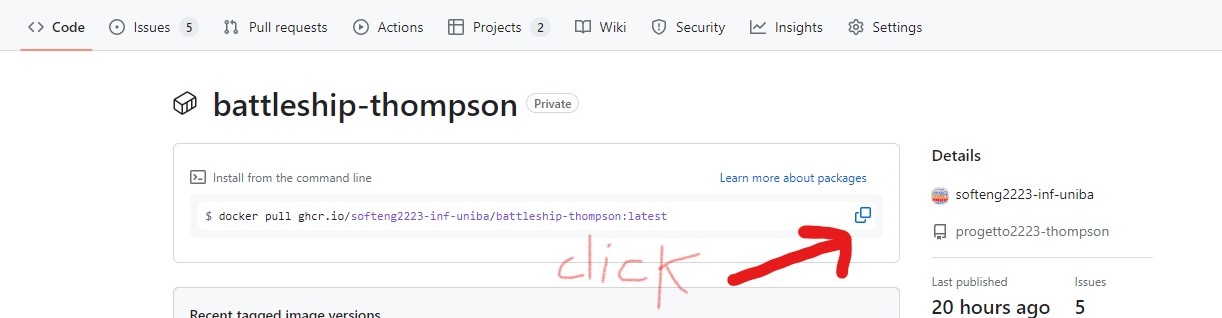 Code Issues 5 Pull requests Actions Projects 2 Wiki Security Insights Settings
battleship-thompson Private
Install from the command line Learn more about packages
$ docker pull ghcr.io/softeng2223-inf-uniba/battleship-thompson:latest
click
Recent tagged image versions
Details
softeng2223-inf-uniba
progetto2223-thompson
Last published Issues
20 hours ago 5